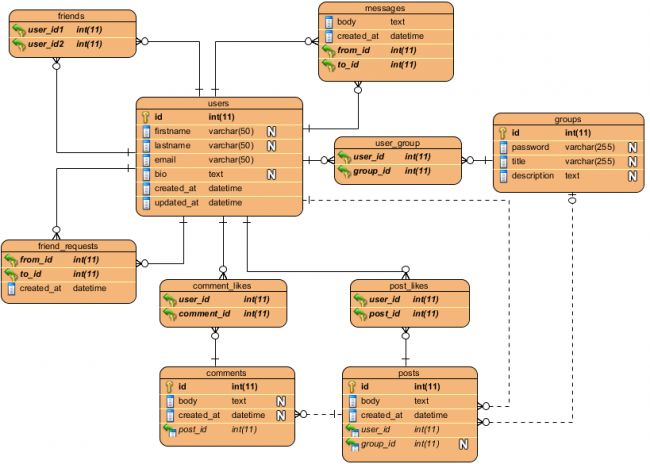 friends
user_id1 int(11)
user_id2 int(11)
messages
body text
created_at datetime
from_id int(11)
to_id int(11)
users
id int(11)
firstname varchar(50) N
lastname varchar(50) N
email varchar(50)
bio text N
created_at datetime
updated_at datetime
user_group
user_id int(11)
group_id int(11)
groups
id int(11)
password varchar(255) N
title varchar(255) N
description text N
friend_requests
from_id int(11)
to_id int(11)
created_at datetime
comment_likes
user_id int(11)
comment_id int(11)
post_likes
user_id int(11)
post_id int(11)
comments
id int(11)
body text N
created_at datetime N
post_id int(11)
posts
id int(11)
body text
created_at datetime
user_id int(11)
group_id int(11) N